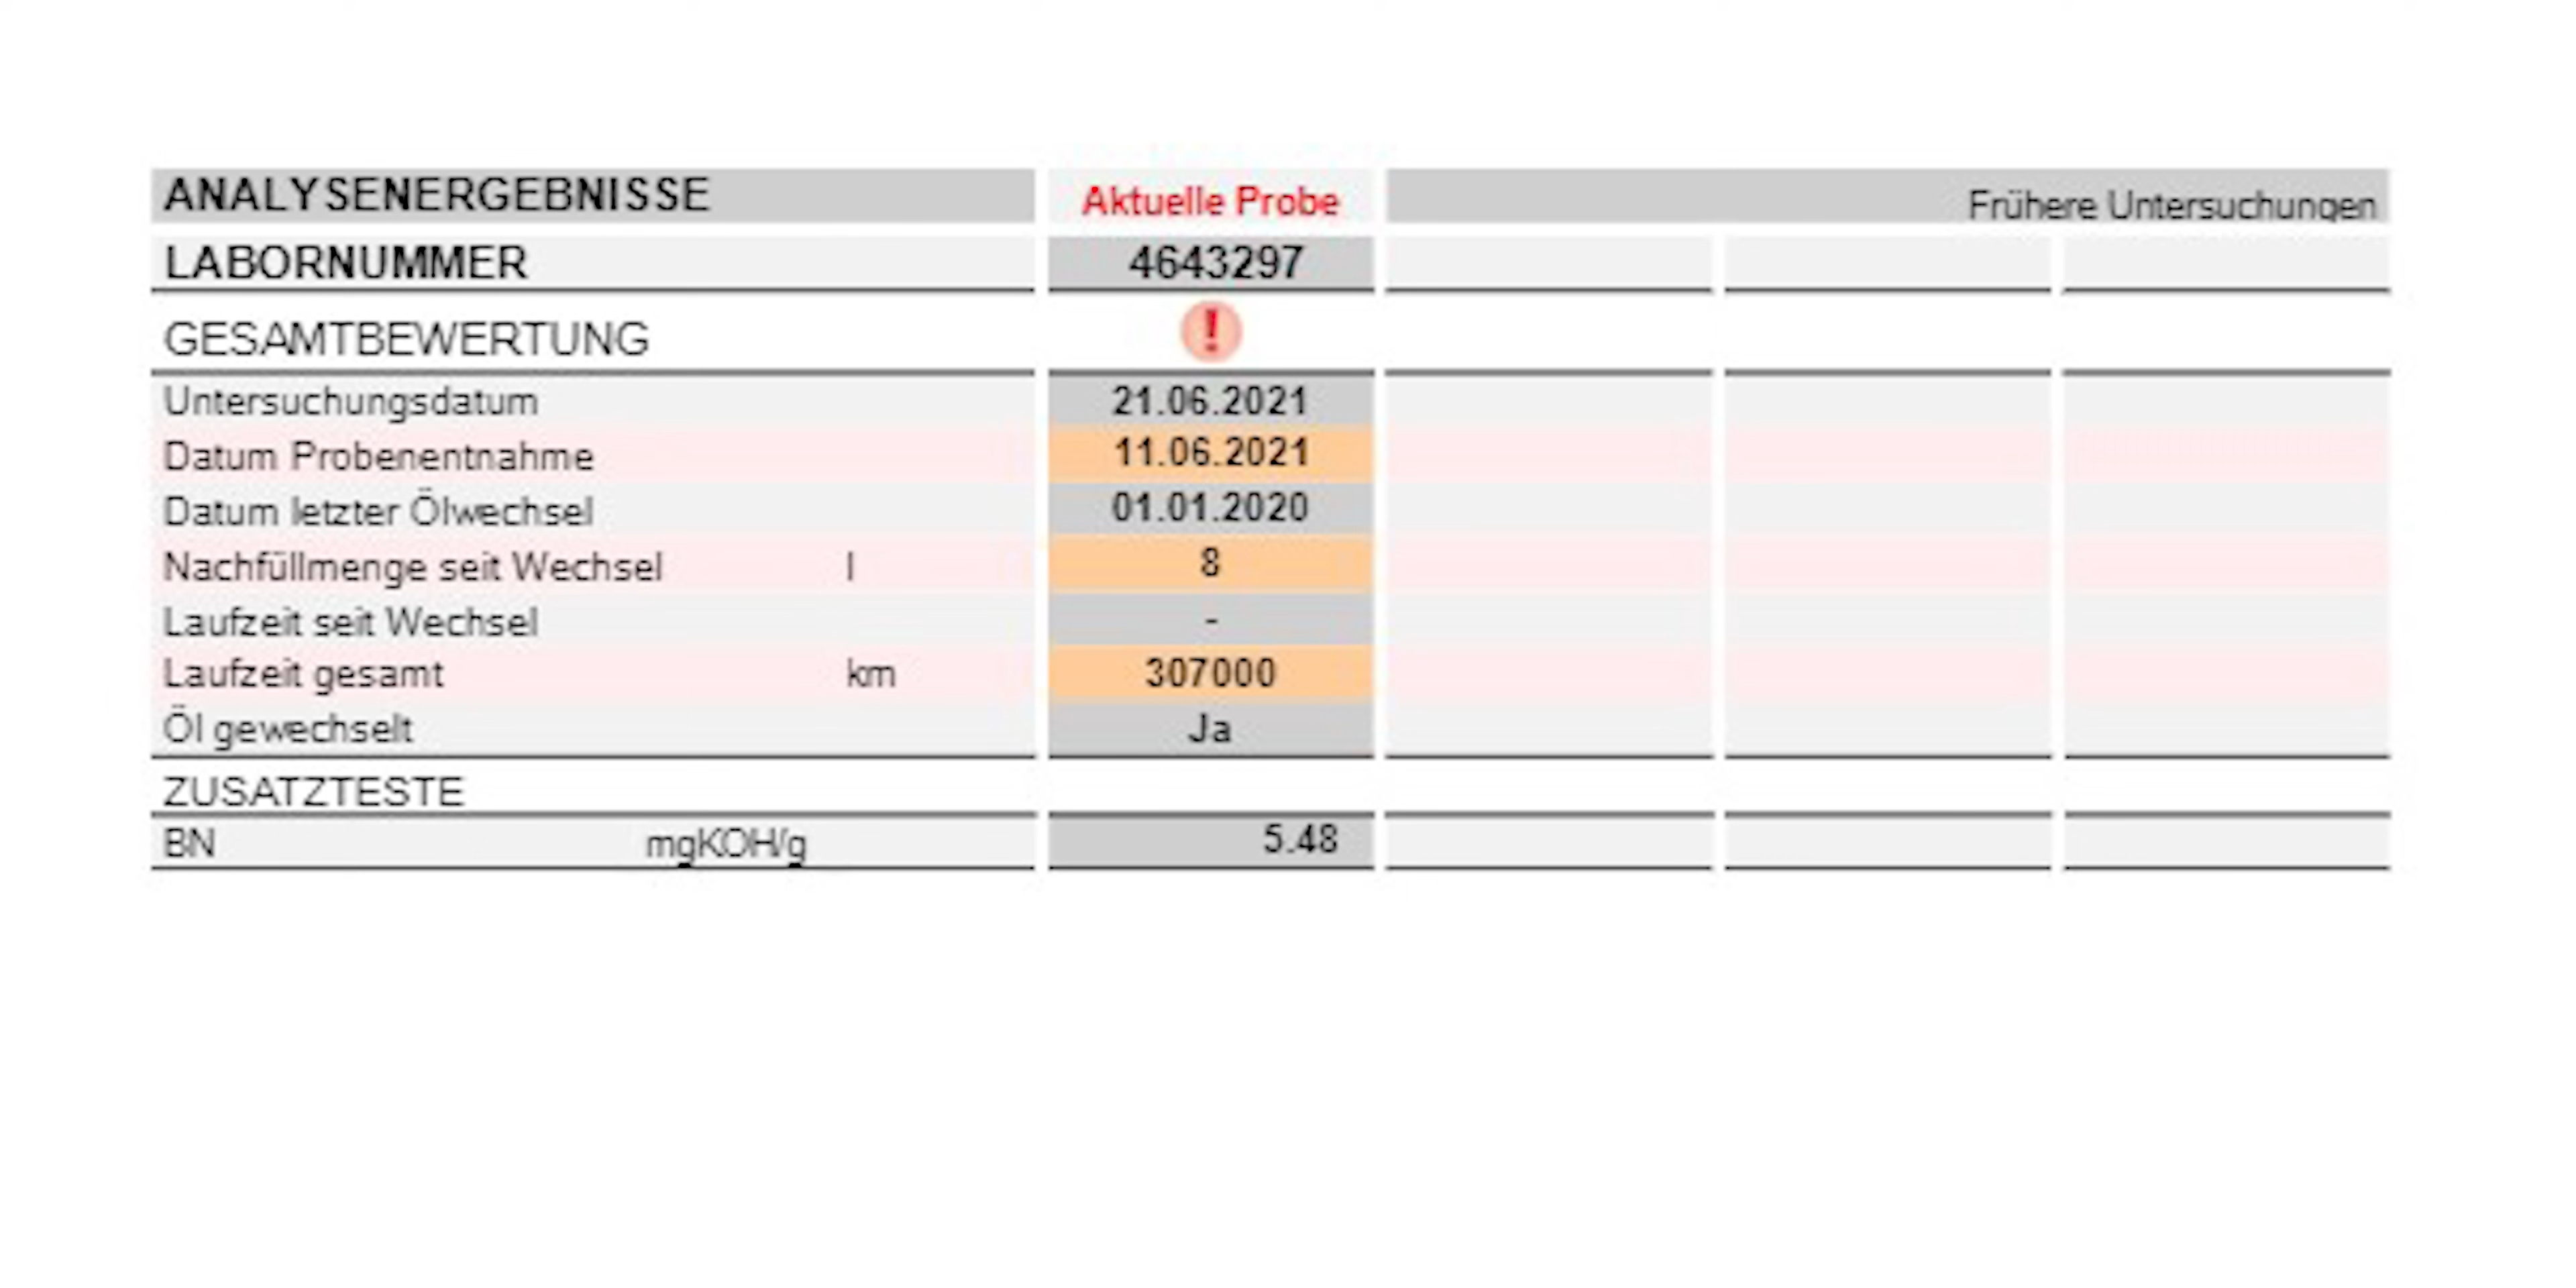 ANALYSENERGEBNISSE Aktuelle Probe Frühere Untersuchungen
LABORNUMMER 4643297
GESAMTBEWERTUNG !
Untersuchungsdatum 21.06.2021
Datum Probenentnahme 11.06.2021
Datum letzter Ölwechsel 01.01.2020
Nachfüllmenge seit Wechsel l 8
Laufzeit seit Wechsel -
Laufzeit gesamt km 307000
Öl gewechselt Ja
ZUSATZTESTE
BN mgKOH/g 5.48